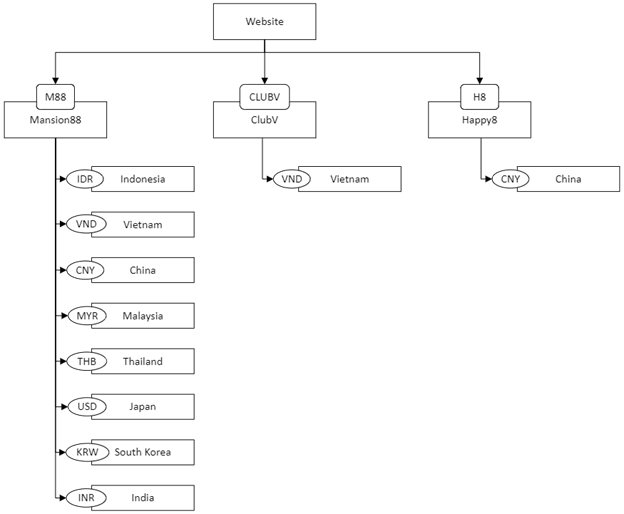 Website
M88
Mansion88
CLUBV
ClubV
H8
Happy8
IDR Indonesia
VND Vietnam
CNY China
MYR Malaysia
THB Thailand
USD Japan
KRW South Korea
INR India
VND Vietnam
CNY China